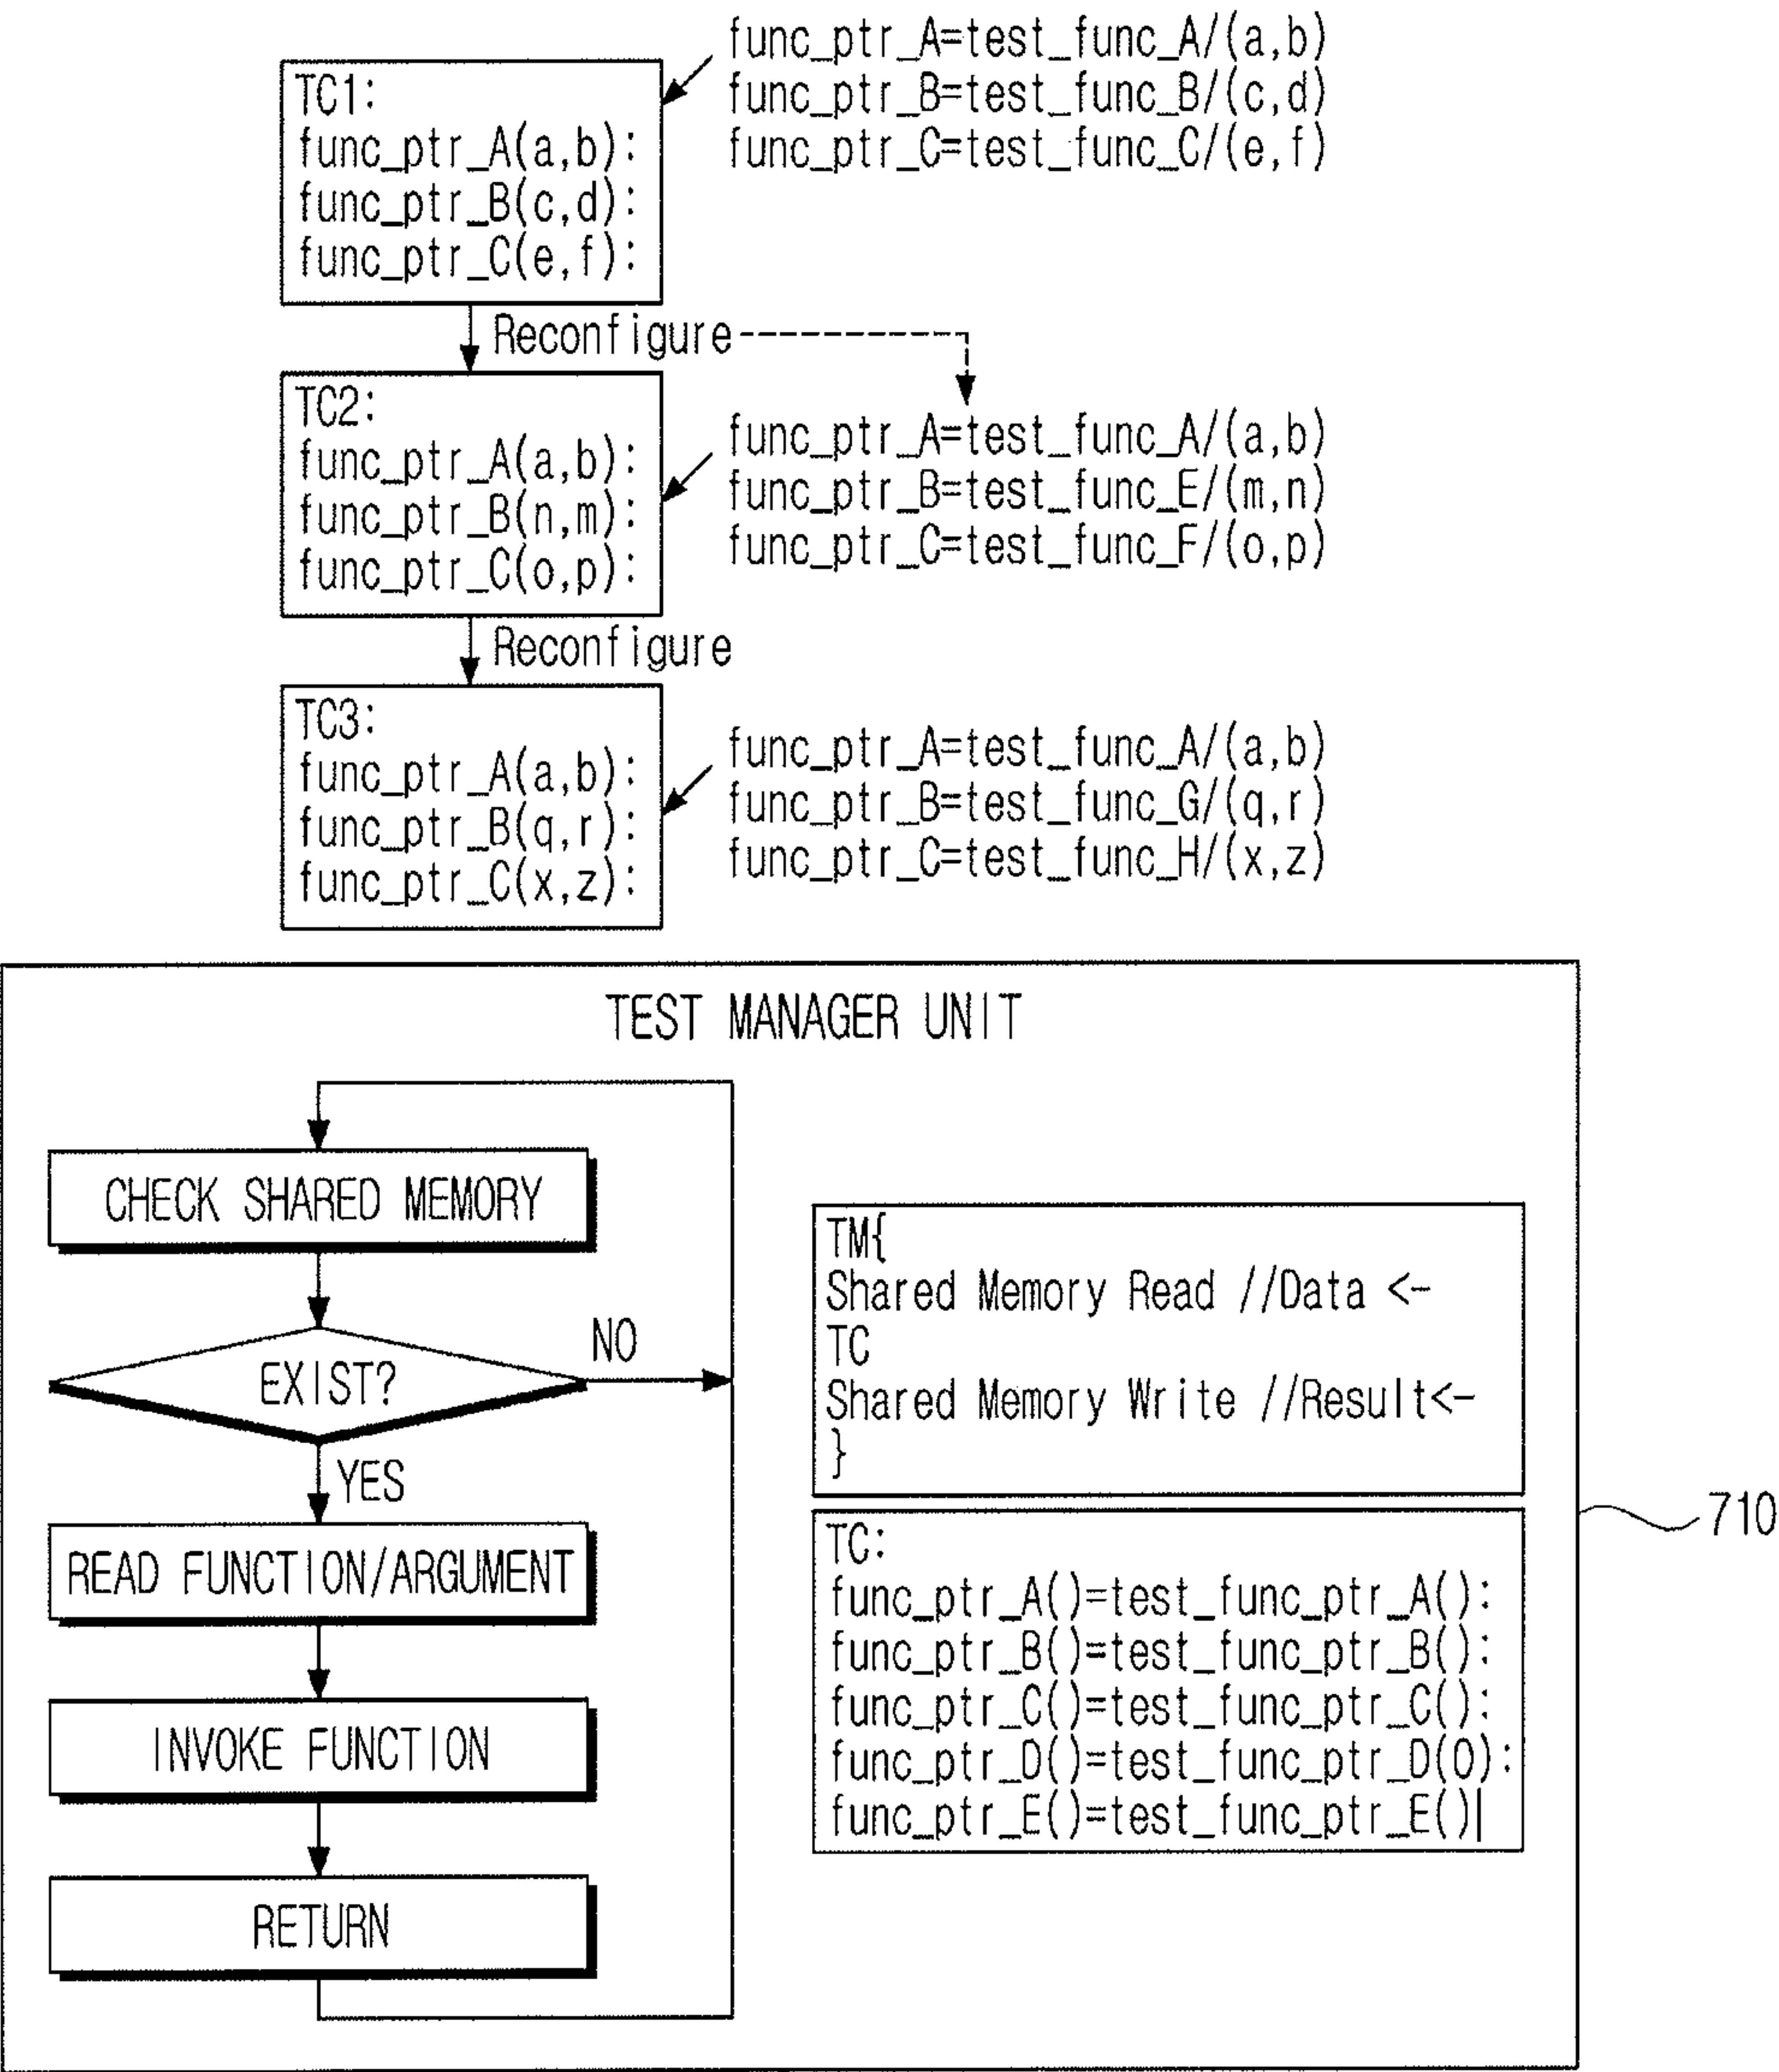 func_ptr_A=test_func_A/(a,b)
func_ptr_B=test_func_B/(c,d)
func_ptr_C=test_func_C/(e,f)
TC1:
func_ptr_A(a,b):
func_ptr_B(c,d):
func_ptr_C(e,f):
Reconfigure
TC2:
func_ptr_A(a,b):
func_ptr_B(n,m):
func_ptr_C(o,p):
func_ptr_A=test_func_A/(a,b)
func_ptr_B=test_func_E/(m,n)
func_ptr_C=test_func_F/(o,p)
Reconfigure
TC3:
func_ptr_A(a,b):
func_ptr_B(q,r):
func_ptr_C(x,z):
func_ptr_A=test_func_A/(a,b)
func_ptr_B=test_func_G/(q,r)
func_ptr_C=test_func_H/(x,z)
TEST MANAGER UNIT
CHECK SHARED MEMORY
EXIST?
NO
YES
READ FUNCTION/ARGUMENT
INVOKE FUNCTION
RETURN
TM{
Shared Memory Read //Data <-
TC
Shared Memory Write //Result<-
}
TC:
func_ptr_A()=test_func_ptr_A():
func_ptr_B()=test_func_ptr_B():
func_ptr_C()=test_func_ptr_C():
func_ptr_D()=test_func_ptr_D(0):
func_ptr_E()=test_func_ptr_E()|
710